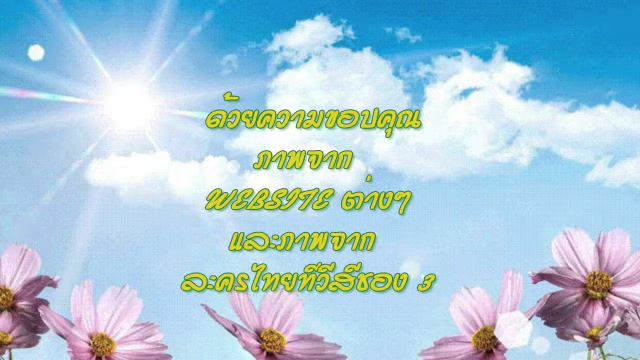 ด้วยความขอบคุณ
ภาพจาก
WEBSITE ต่างๆ
และภาพจาก
ละครไทยทีวีสีช่อง 3